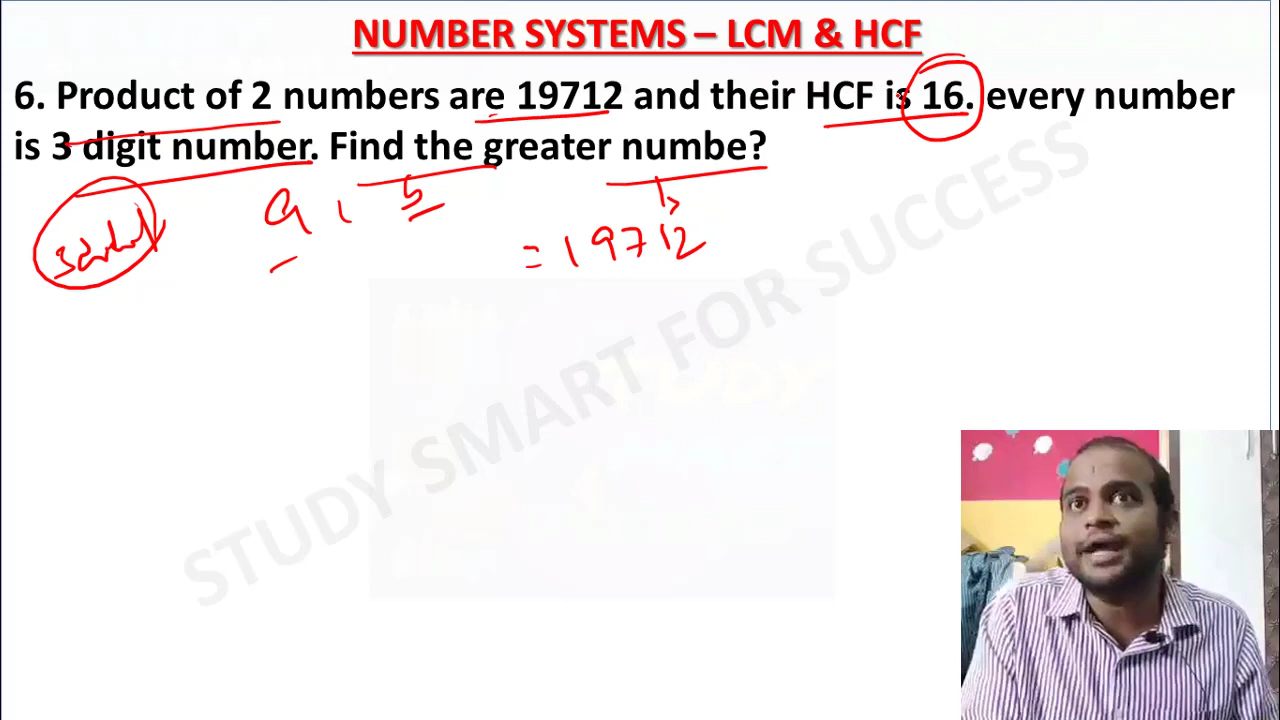 NUMBER SYSTEMS – LCM & HCF
6. Product of 2 numbers are 19712 and their HCF is 16. every number
is 3 digit number. Find the greater numbe?
a, b
b
= 19712
STUDY SMART FOR SUCCESS